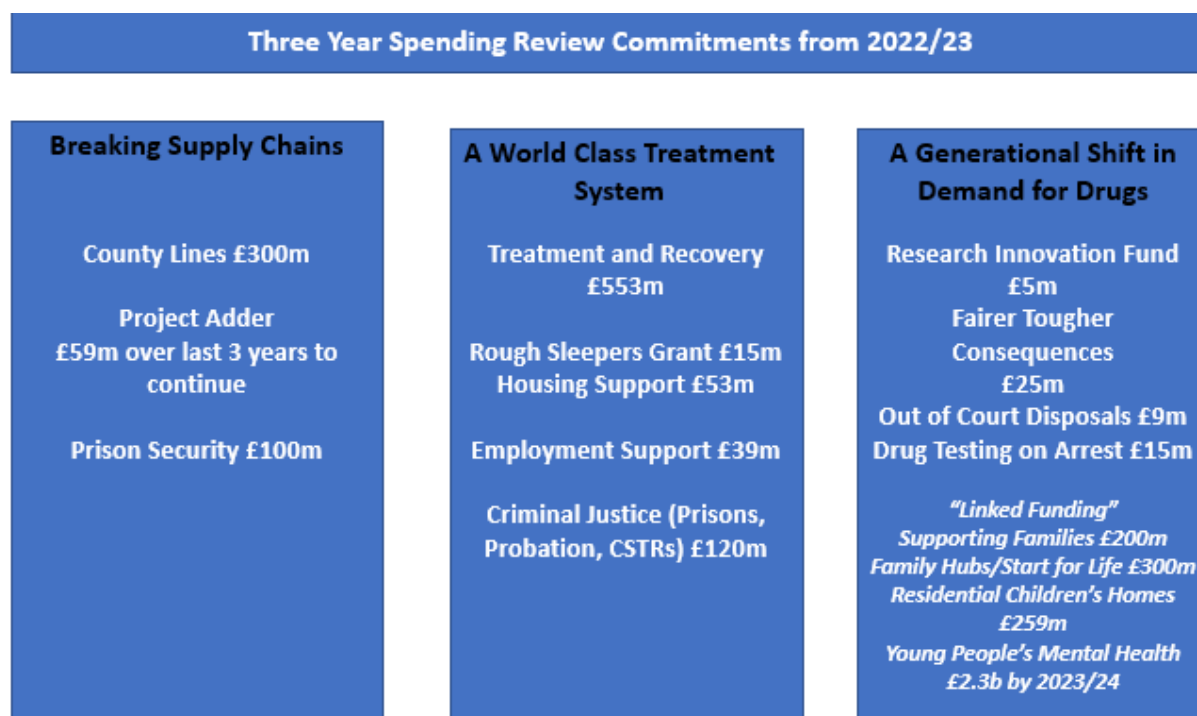 Three Year Spending Review Commitments from 2022/23
Breaking Supply Chains
County Lines £300m
Project Adder
£59m over last 3 years to
continue
Prison Security £100m
A World Class Treatment
System
Treatment and Recovery
£553m
Rough Sleepers Grant £15m
Housing Support £53m
Employment Support £39m
Criminal Justice (Prisons,
Probation, CSTRs) £120m
A Generational Shift in
Demand for Drugs
Research Innovation Fund
£5m
Fairer Tougher
Consequences
£25m
Out of Court Disposals £9m
Drug Testing on Arrest £15m
“Linked Funding”
Supporting Families £200m
Family Hubs/Start for Life £300m
Residential Children’s Homes
£259m
Young People’s Mental Health
£2.3b by 2023/24